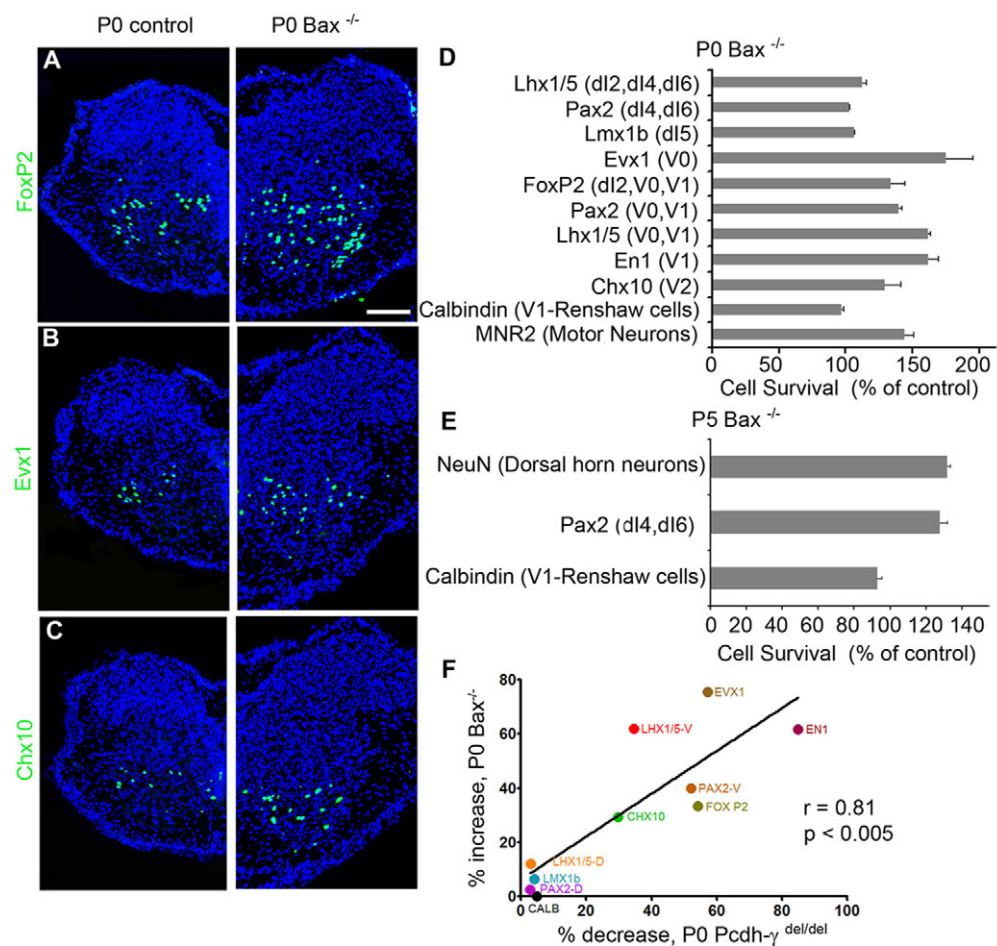 P0 control
P0 Bax -/-
A
FoxP2
B
Evx1
C
Chx10
D
P0 Bax -/-
Lhx1/5 (dI2,dI4,dI6)
Pax2 (dI4,dI6)
Lmx1b (dI5)
Evx1 (V0)
FoxP2 (dI2,V0,V1)
Pax2 (V0,V1)
Lhx1/5 (V0,V1)
En1 (V1)
Chx10 (V2)
Calbindin (V1-Renshaw cells)
MNR2 (Motor Neurons)
0 50 100 150 200
Cell Survival (% of control)
E
P5 Bax -/-
NeuN (Dorsal horn neurons)
Pax2 (dI4,dI6)
Calbindin (V1-Renshaw cells)
0 20 40 60 80 100 120 140
Cell Survival (% of control)
F
% increase, P0 Bax-/-
80
60
40
20
0
EVX1
LHX1/5-V
EN1
PAX2-V
FOX P2
CHX10
LHX1/5-D
LMX1b
PAX2-D
CALB
r = 0.81
p < 0.005
0 20 40 60 80 100
% decrease, P0 Pcdh-γ del/del